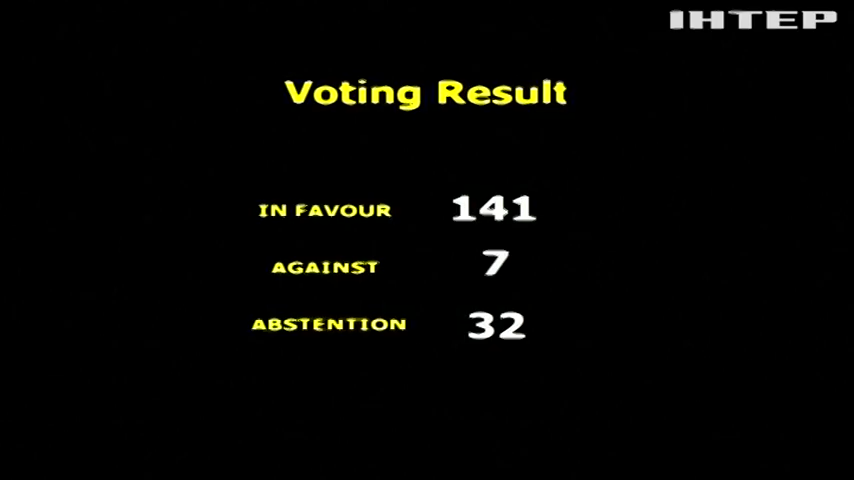 ІНТЕР
Voting Result
IN FAVOUR 141
AGAINST 7
ABSTENTION 32